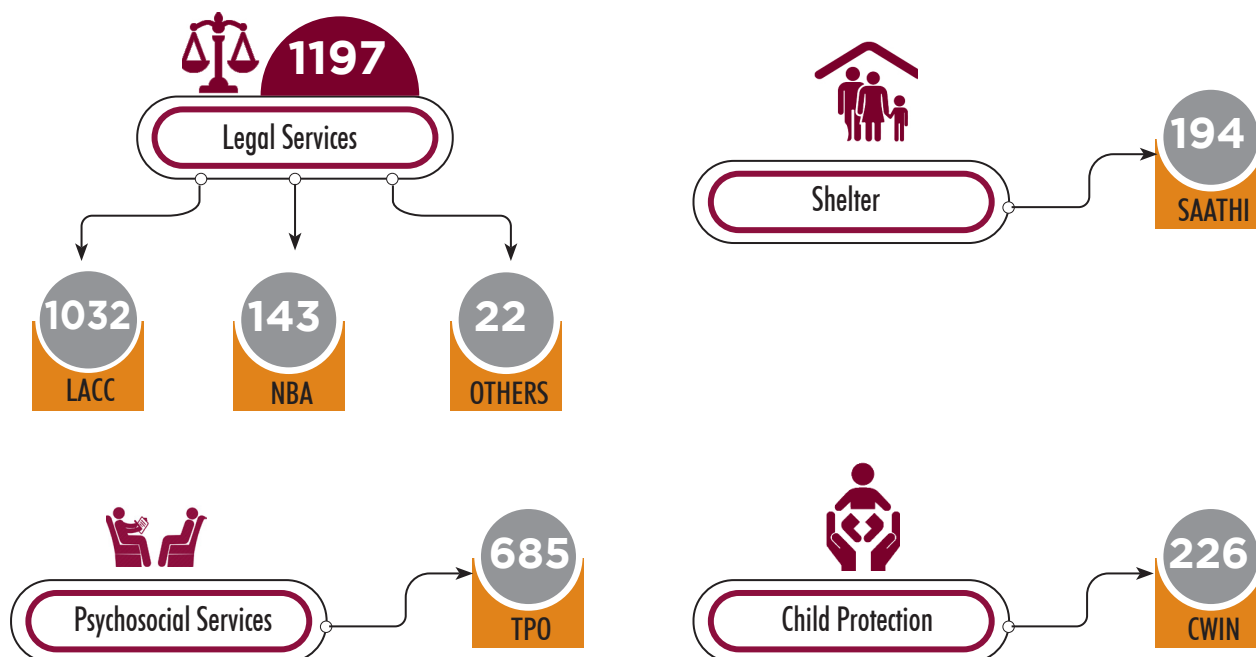 1197
Legal Services
1032
LACC
143
NBA
22
OTHERS
Shelter
194
SAATHI
Psychosocial Services
685
TPO
Child Protection
226
CWIN